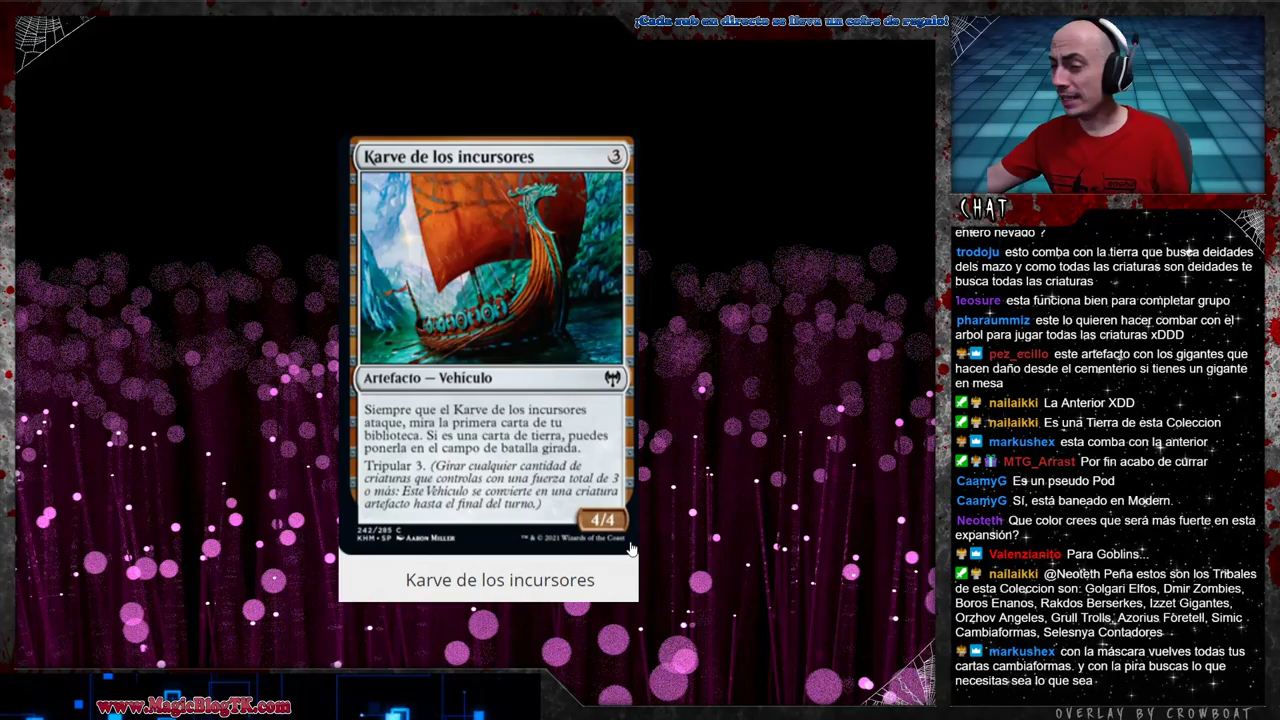 ¡Cada sub en directo se lleva un cofre de regalo!
Karve de los incursores 3
Artefacto — Vehículo
Siempre que el Karve de los incursores
ataque, mira la primera carta de tu
biblioteca. Si es una carta de tierra, puedes
ponerla en el campo de batalla girada.
Tripular 3. (Girar cualquier cantidad de
criaturas que controlas con una fuerza total de 3
o más: Este Vehículo se convierte en una criatura
artefacto hasta el final del turno.)
4/4
242/285 C
KHM • SP AARON MILLER
™ & © 2021 Wizards of the Coast
Karve de los incursores
www.MagicBlogTK.com
CHAT
entero nevado ?
trodoju esto comba con la tierra que busca deidades
dels mazo y como todas las criaturas son deidades te
busca todas las criaturas
leosure esta funciona bien para completar grupo
pharaummiz este lo quieren hacer combar con el
arbol para jugar todas las criaturas xDDD
pez_ecillo este artefacto con los gigantes que
hacen daño desde el cementerio si tienes un gigante
en mesa
nailaikki La Anterior XDD
nailaikki Es una Tierra de esta Coleccion
markushex esta comba con la anterior
MTG_Arrast Por fin acabo de currar
CaamyG Es un pseudo Pod
CaamyG Sí, está baneado en Modern.
Neoteth Que color crees que será más fuerte en esta
expansión?
Valenzianito Para Goblins...
nailaikki @Neoteth Peña estos son los Tribales
de esta Coleccion son: Golgari Elfos, Dmir Zombies,
Boros Enanos, Rakdos Berserkes, Izzet Gigantes,
Orzhov Angeles, Grull Trolls, Azorius Foretell, Simic
Cambiaformas, Selesnya Contadores
markushex con la máscara vuelves todas tus
cartas cambiaformas. y con la pira buscas lo que
necesitas sea lo que sea
OVERLAY BY CROWBOAT